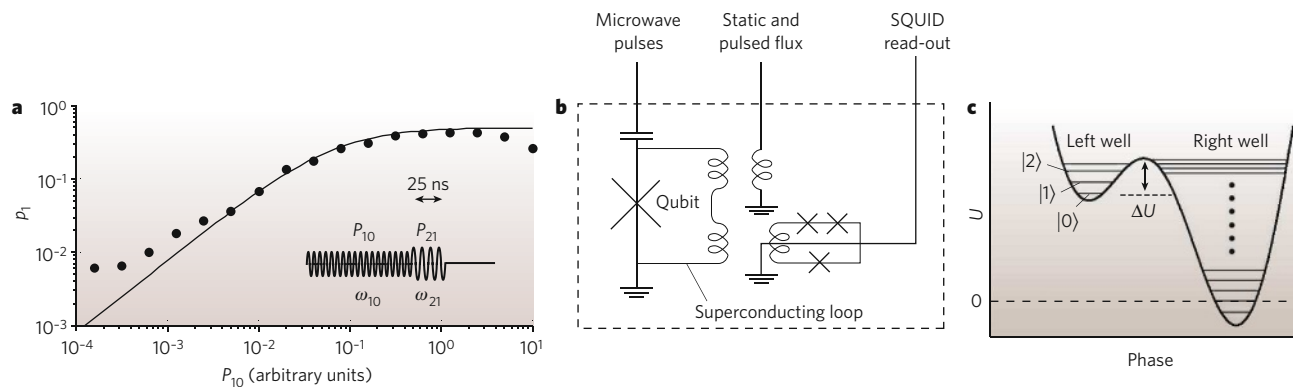 a
10⁰
10⁻¹
10⁻²
10⁻³
p₁
10⁻⁴
10⁻³
10⁻²
10⁻¹
10⁰
10¹
P₁₀ (arbitrary units)
25 ns
P₁₀
P₂₁
ω₁₀
ω₂₁
b
Microwave
pulses
Static and
pulsed flux
SQUID
read-out
Qubit
Superconducting loop
c
Left well
Right well
|2⟩
|1⟩
|0⟩
ΔU
U
0
Phase